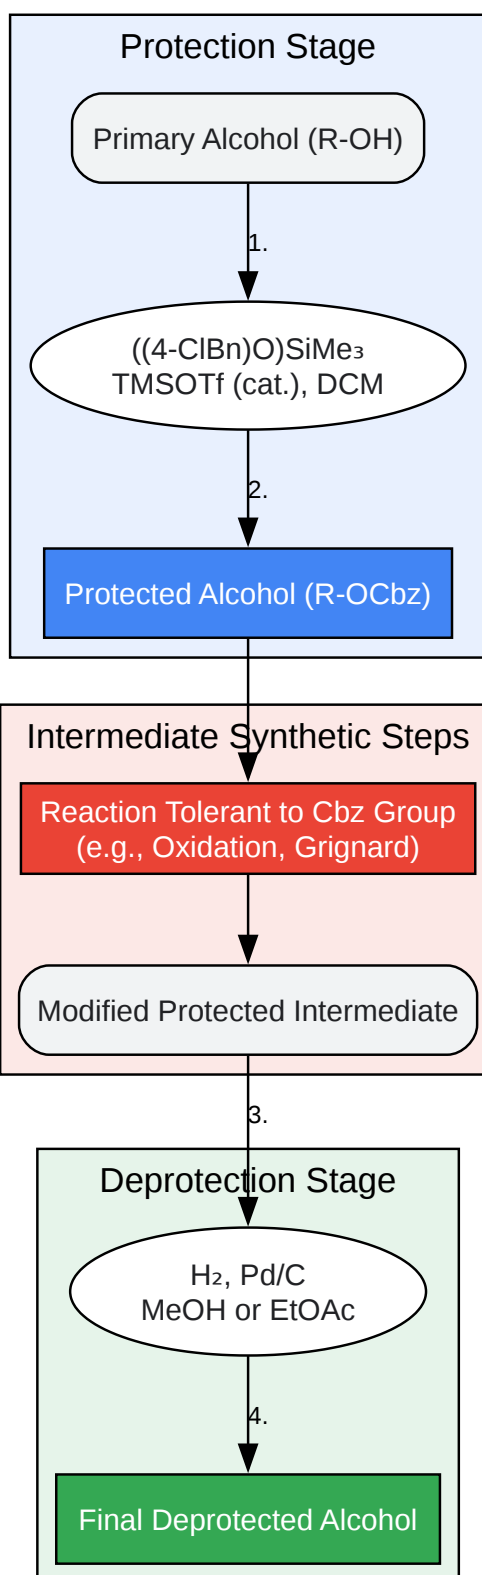 Protection Stage
Primary Alcohol (R-OH)
1.
((4-ClBn)O)SiMe₃
TMSOTf (cat.), DCM
2.
Protected Alcohol (R-OCbz)
Intermediate Synthetic Steps
Reaction Tolerant to Cbz Group
(e.g., Oxidation, Grignard)
Modified Protected Intermediate
3.
Deprotection Stage
H₂, Pd/C
MeOH or EtOAc
4.
Final Deprotected Alcohol